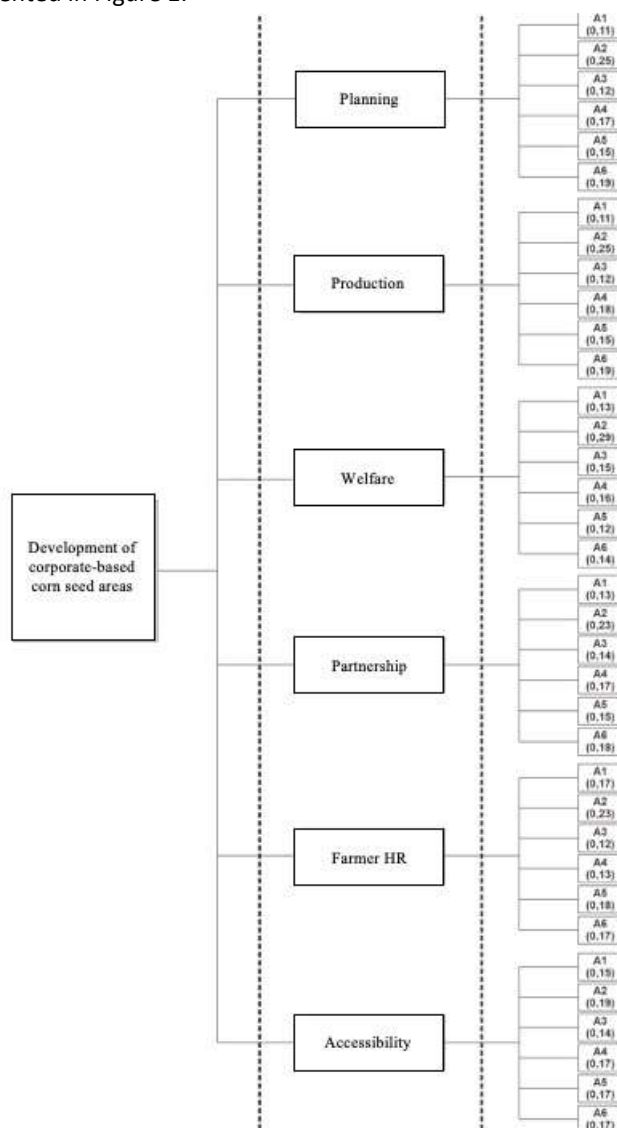 ented in Figure 2.
Development of
corporate-based
corn seed areas
Planning
A1
(0,11)
A2
(0,25)
A3
(0,12)
A4
(0,17)
A5
(0,15)
A6
(0,19)
Production
A1
(0,11)
A2
(0,25)
A3
(0,12)
A4
(0,18)
A5
(0,15)
A6
(0,19)
Welfare
A1
(0,13)
A2
(0,29)
A3
(0,15)
A4
(0,16)
A5
(0,12)
A6
(0,14)
Partnership
A1
(0,13)
A2
(0,23)
A3
(0,14)
A4
(0,17)
A5
(0,15)
A6
(0,18)
Farmer HR
A1
(0,17)
A2
(0,23)
A3
(0,12)
A4
(0,13)
A5
(0,18)
A6
(0,17)
Accessibility
A1
(0,15)
A2
(0,19)
A3
(0,14)
A4
(0,17)
A5
(0,17)
A6
(0,17)